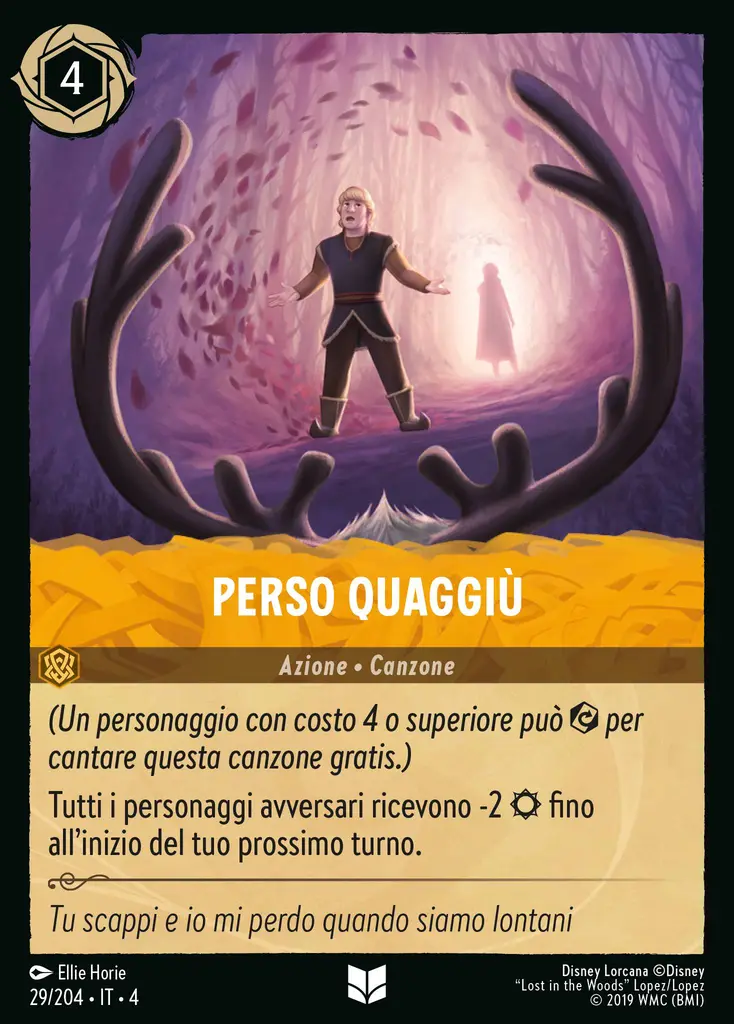 4
PERSO QUAGGIÙ
Azione • Canzone
(Un personaggio con costo 4 o superiore può per
cantare questa canzone gratis.)
Tutti i personaggi avversari ricevono -2 fino
all'inizio del tuo prossimo turno.
Tu scappi e io mi perdo quando siamo lontani
Ellie Horie
29/204 • IT • 4
Disney Lorcana ©Disney
“Lost in the Woods” Lopez/Lopez
© 2019 WMC (BMI)